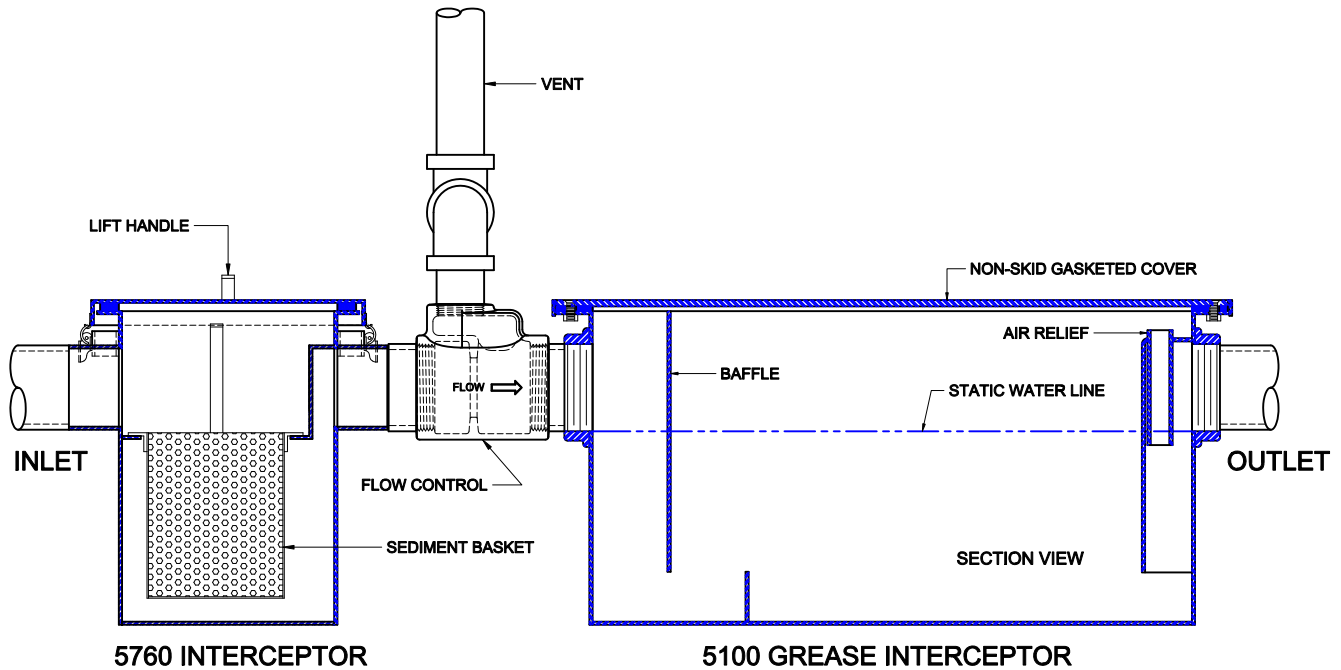 VENT
LIFT HANDLE
NON-SKID GASKETED COVER
AIR RELIEF
BAFFLE
FLOW
STATIC WATER LINE
INLET
OUTLET
FLOW CONTROL
SEDIMENT BASKET
SECTION VIEW
5760 INTERCEPTOR
5100 GREASE INTERCEPTOR